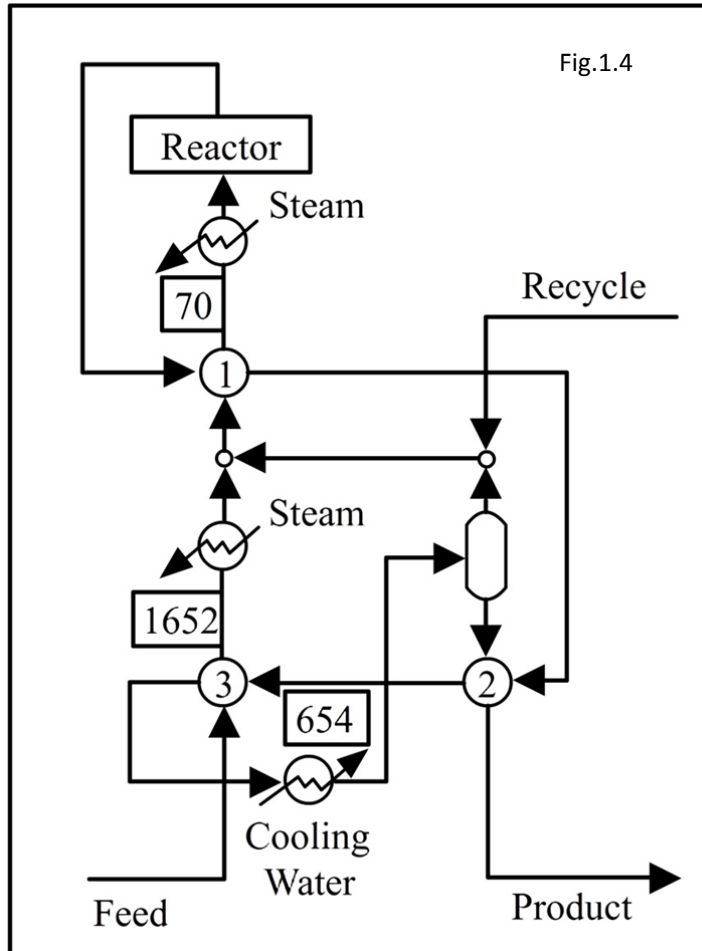 Fig.1.4
Reactor
Steam
70
Recycle
1
Steam
1652
3
2
654
Cooling
Water
Feed
Product